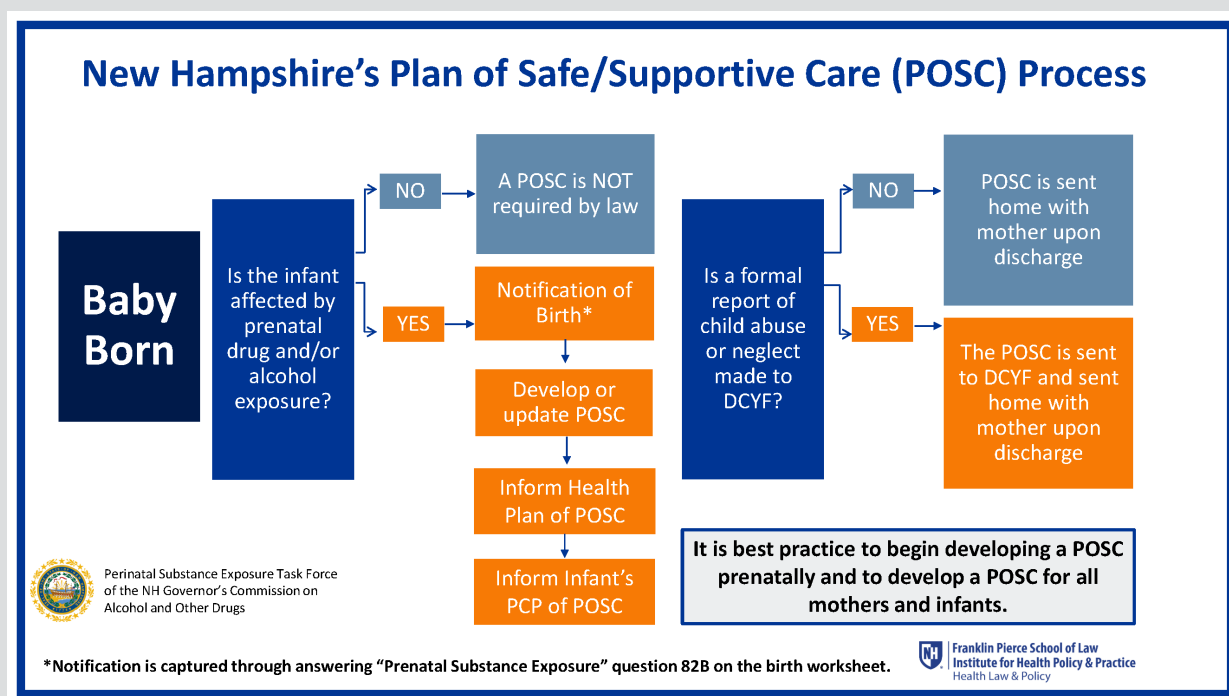 New Hampshire's Plan of Safe/Supportive Care (POSC) Process
Baby
Born
Is the infant
affected by
prenatal
drug and/or
alcohol
exposure?
NO
A POSC is NOT
required by law
YES
Notification of
Birth*
Develop or
update POSC
Inform Health
Plan of POSC
Inform Infant's
PCP of POSC
Is a formal
report of
child abuse
or neglect
made to
DCYF?
NO
POSC is sent
home with
mother upon
discharge
YES
The POSC is sent
to DCYF and sent
home with
mother upon
discharge
It is best practice to begin developing a POSC
prenatally and to develop a POSC for all
mothers and infants.
Perinatal Substance Exposure Task Force
of the NH Governor's Commission on
Alcohol and Other Drugs
*Notification is captured through answering "Prenatal Substance Exposure" question 82B on the birth worksheet.
NH
Franklin Pierce School of Law
Institute for Health Policy & Practice
Health Law & Policy